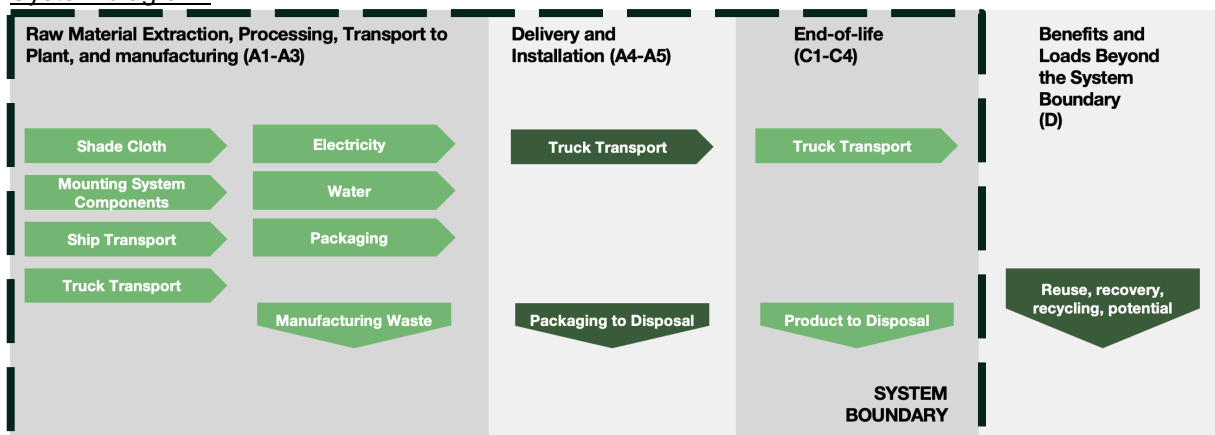 System diagram
Raw Material Extraction, Processing, Transport to
Plant, and manufacturing (A1-A3)
Shade Cloth
Mounting System
Components
Ship Transport
Truck Transport
Electricity
Water
Packaging
Manufacturing Waste
Delivery and
Installation (A4-A5)
Truck Transport
Packaging to Disposal
End-of-life
(C1-C4)
Truck Transport
Product to Disposal
SYSTEM
BOUNDARY
Benefits and
Loads Beyond
the System
Boundary
(D)
Reuse, recovery,
recycling, potential